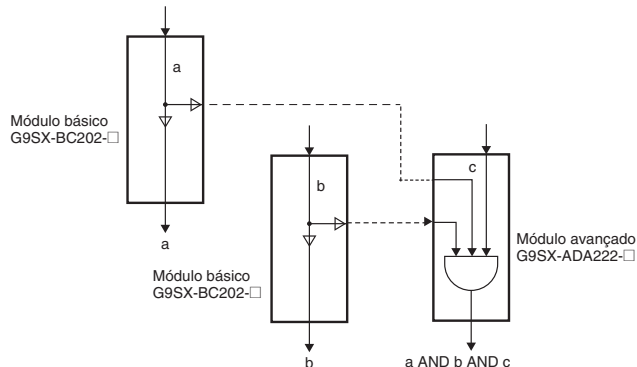 a
Módulo básico
G9SX-BC202-□
a
b
c
Módulo avançado
G9SX-ADA222-□
Módulo básico
G9SX-BC202-□
b
a AND b AND c